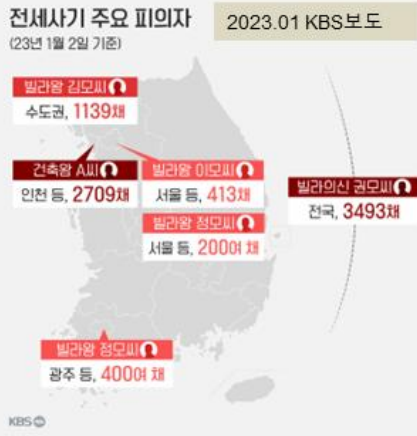 전세사기 주요 피의자
2023.01 KBS보도
(23년 1월 2일 기준)
빌라왕 김모씨
수도권, 1139채
건축왕 A씨
인천 등, 2709채
빌라왕 이모씨
서울 등, 413채
빌라의신 권모씨
전국, 3493채
빌라왕 정모씨
서울 등, 200여 채
빌라왕 정모씨
광주 등, 400여 채
KBS